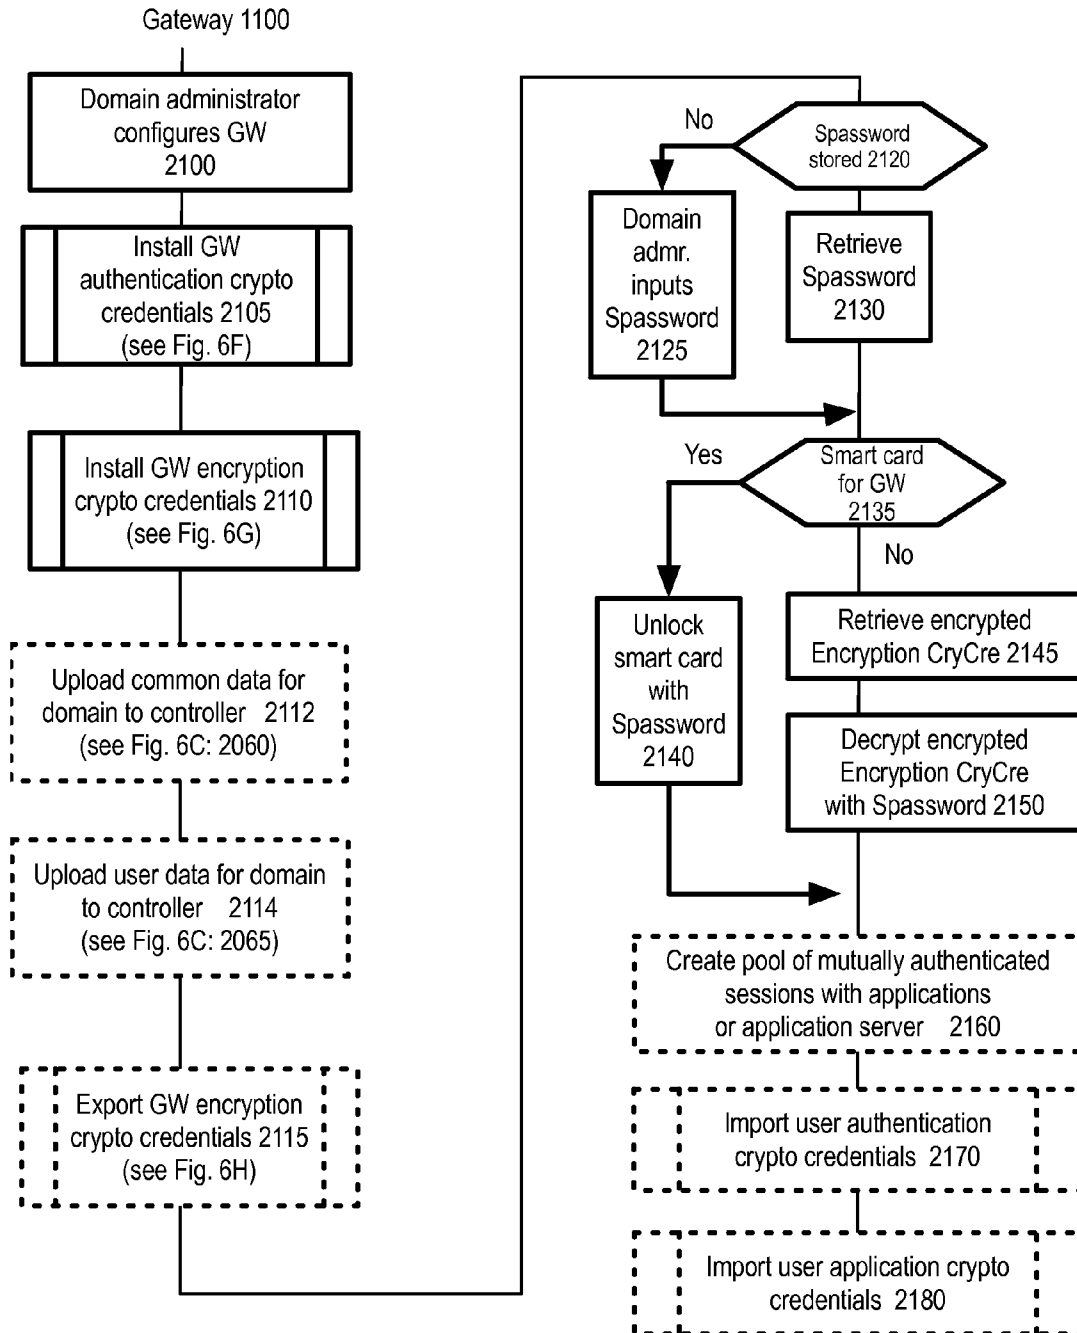 Gateway 1100
Domain administrator
configures GW
2100
Install GW
authentication crypto
credentials 2105
(see Fig. 6F)
Install GW encryption
crypto credentials 2110
(see Fig. 6G)
Upload common data for
domain to controller 2112
(see Fig. 6C: 2060)
Upload user data for domain
to controller 2114
(see Fig. 6C: 2065)
Export GW encryption
crypto credentials 2115
(see Fig. 6H)
No
Spassword
stored 2120
Domain
admr.
inputs
Spassword
2125
Retrieve
Spassword
2130
Yes
Smart card
for GW
2135
No
Unlock
smart card
with
Spassword
2140
Retrieve encrypted
Encryption CryCre 2145
Decrypt encrypted
Encryption CryCre
with Spassword 2150
Create pool of mutually authenticated
sessions with applications
or application server 2160
Import user authentication
crypto credentials 2170
Import user application crypto
credentials 2180